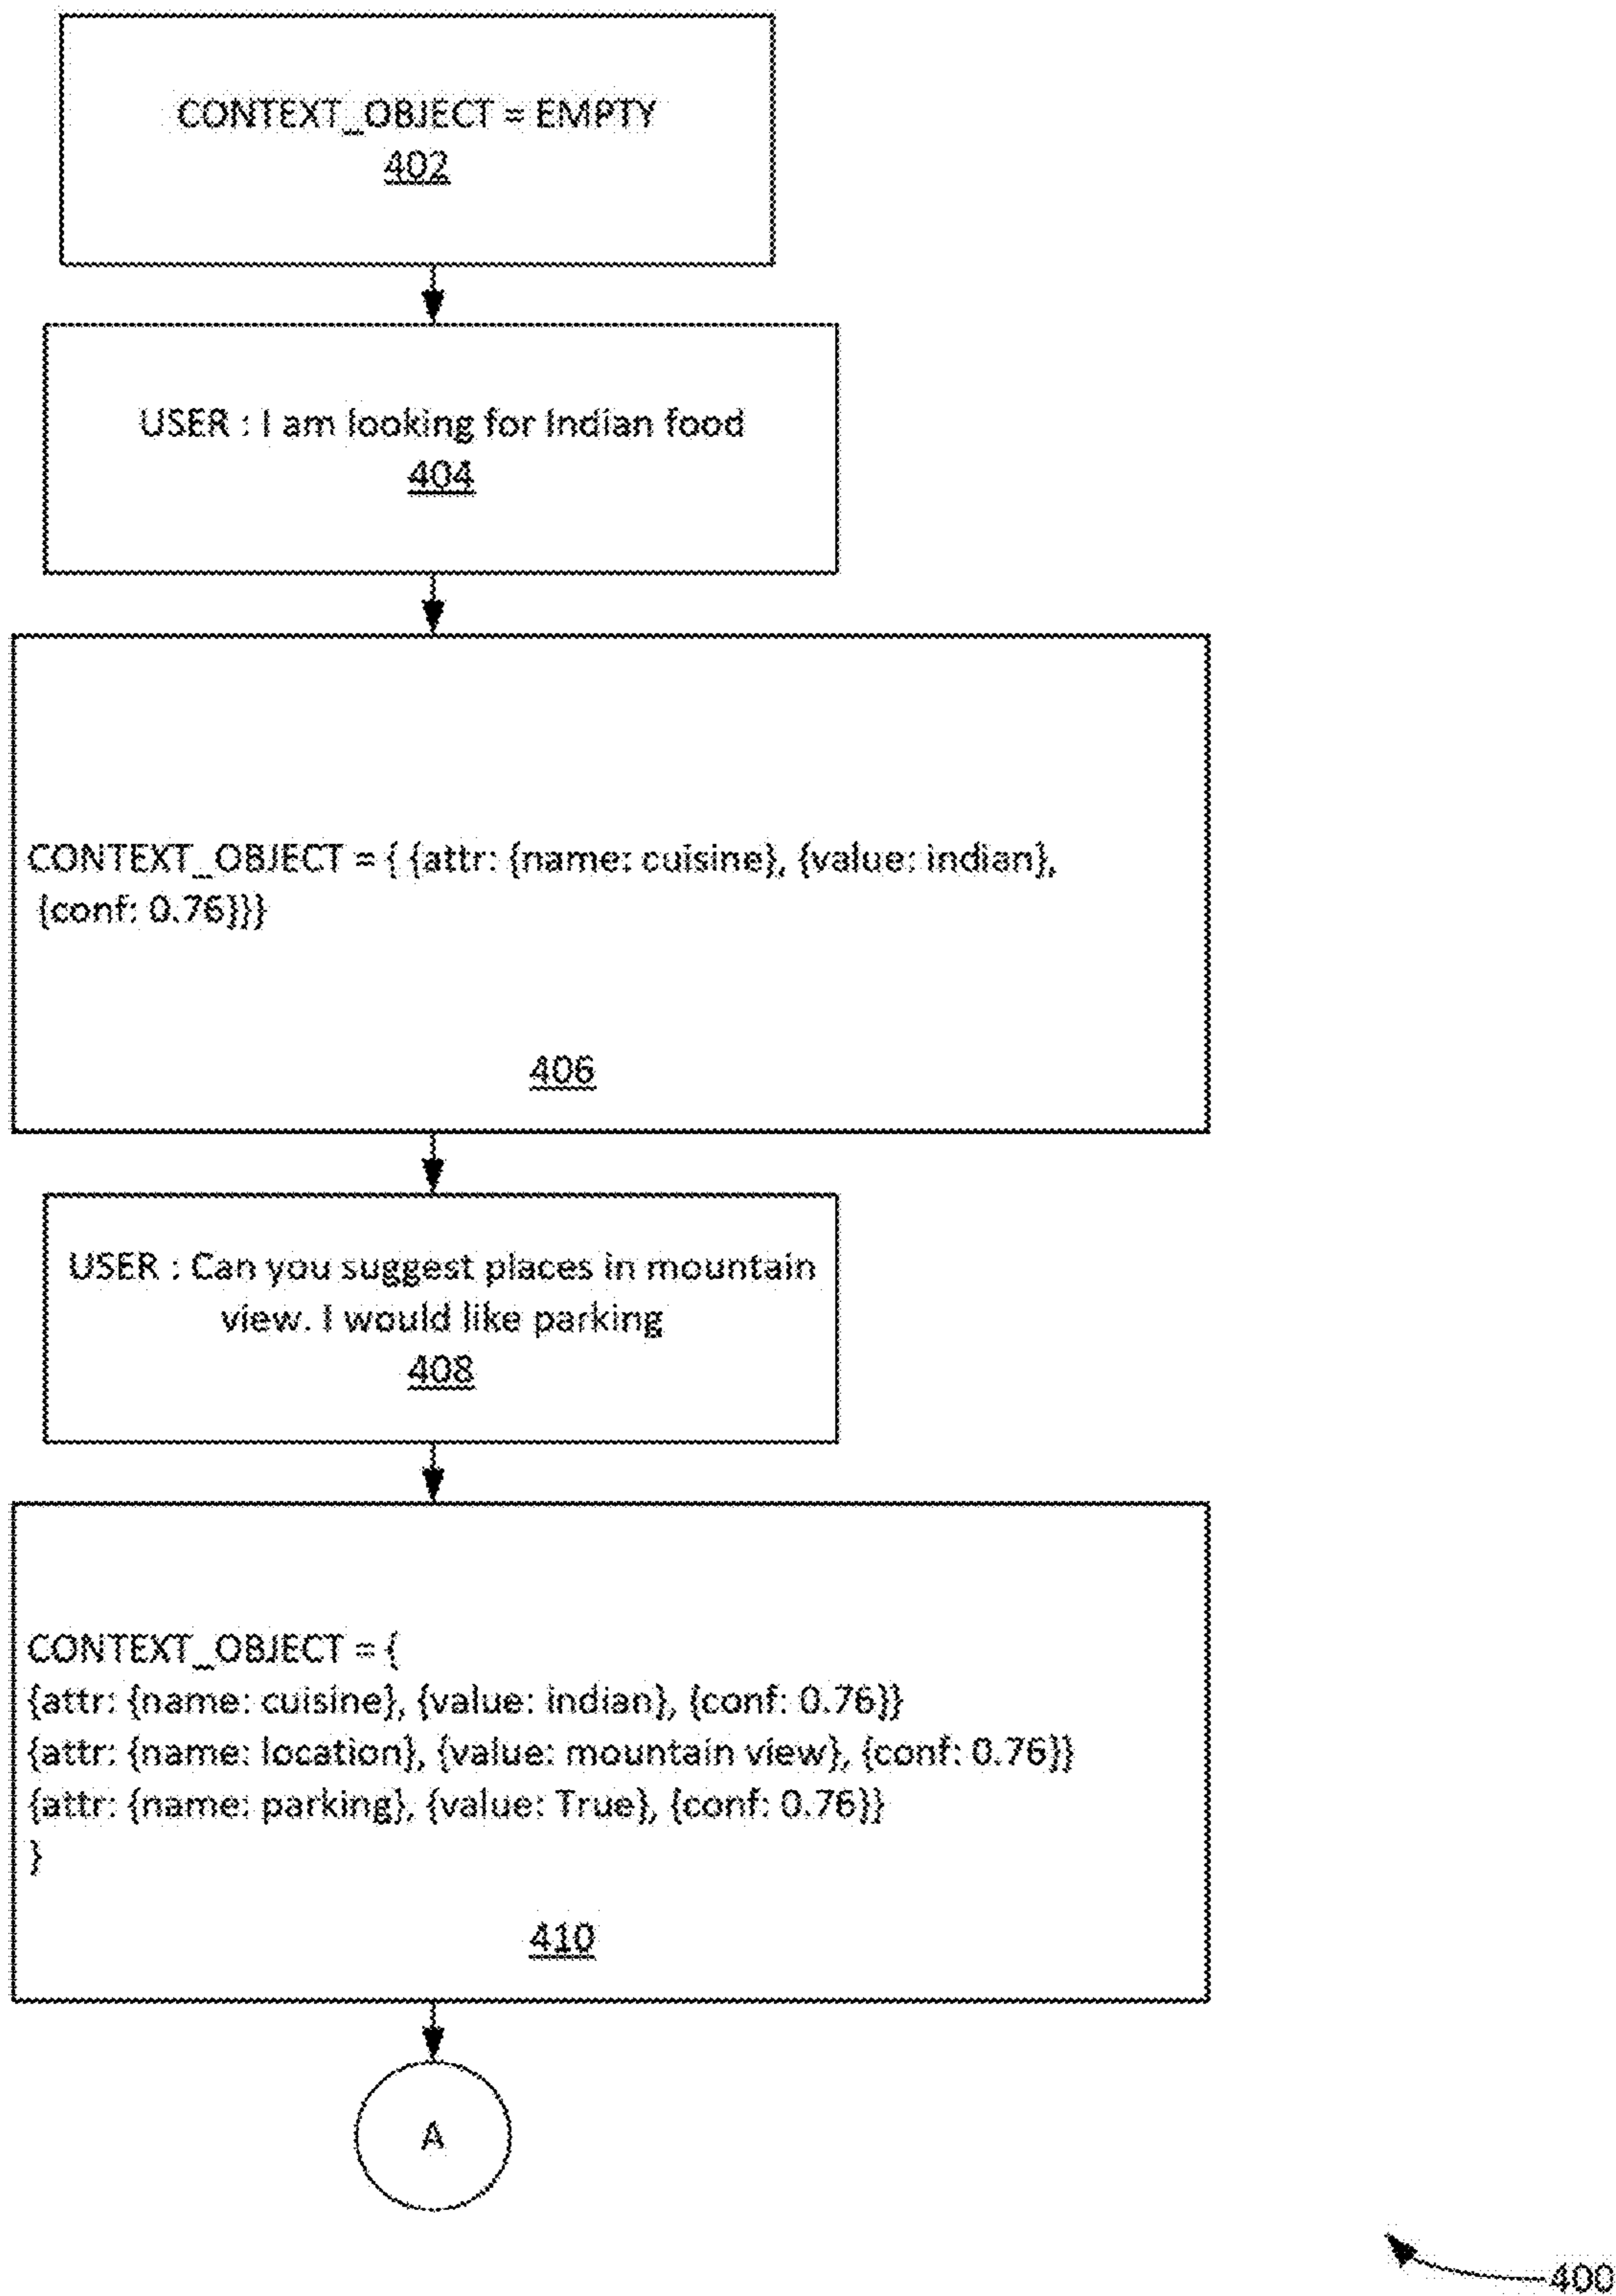 CONTEXT_OBJECT = EMPTY
402
USER : I am looking for Indian food
404
CONTEXT_OBJECT = { {attr: {name: cuisine}, {value: indian},
{conf: 0.76}}}
406
USER : Can you suggest places in mountain
view. I would like parking
408
CONTEXT_OBJECT = {
{attr: {name: cuisine}, {value: indian}, {conf: 0.76}}
{attr: {name: location}, {value: mountain view}, {conf: 0.76}}
{attr: {name: parking}, {value: True}, {conf: 0.76}}
}
410
A
400